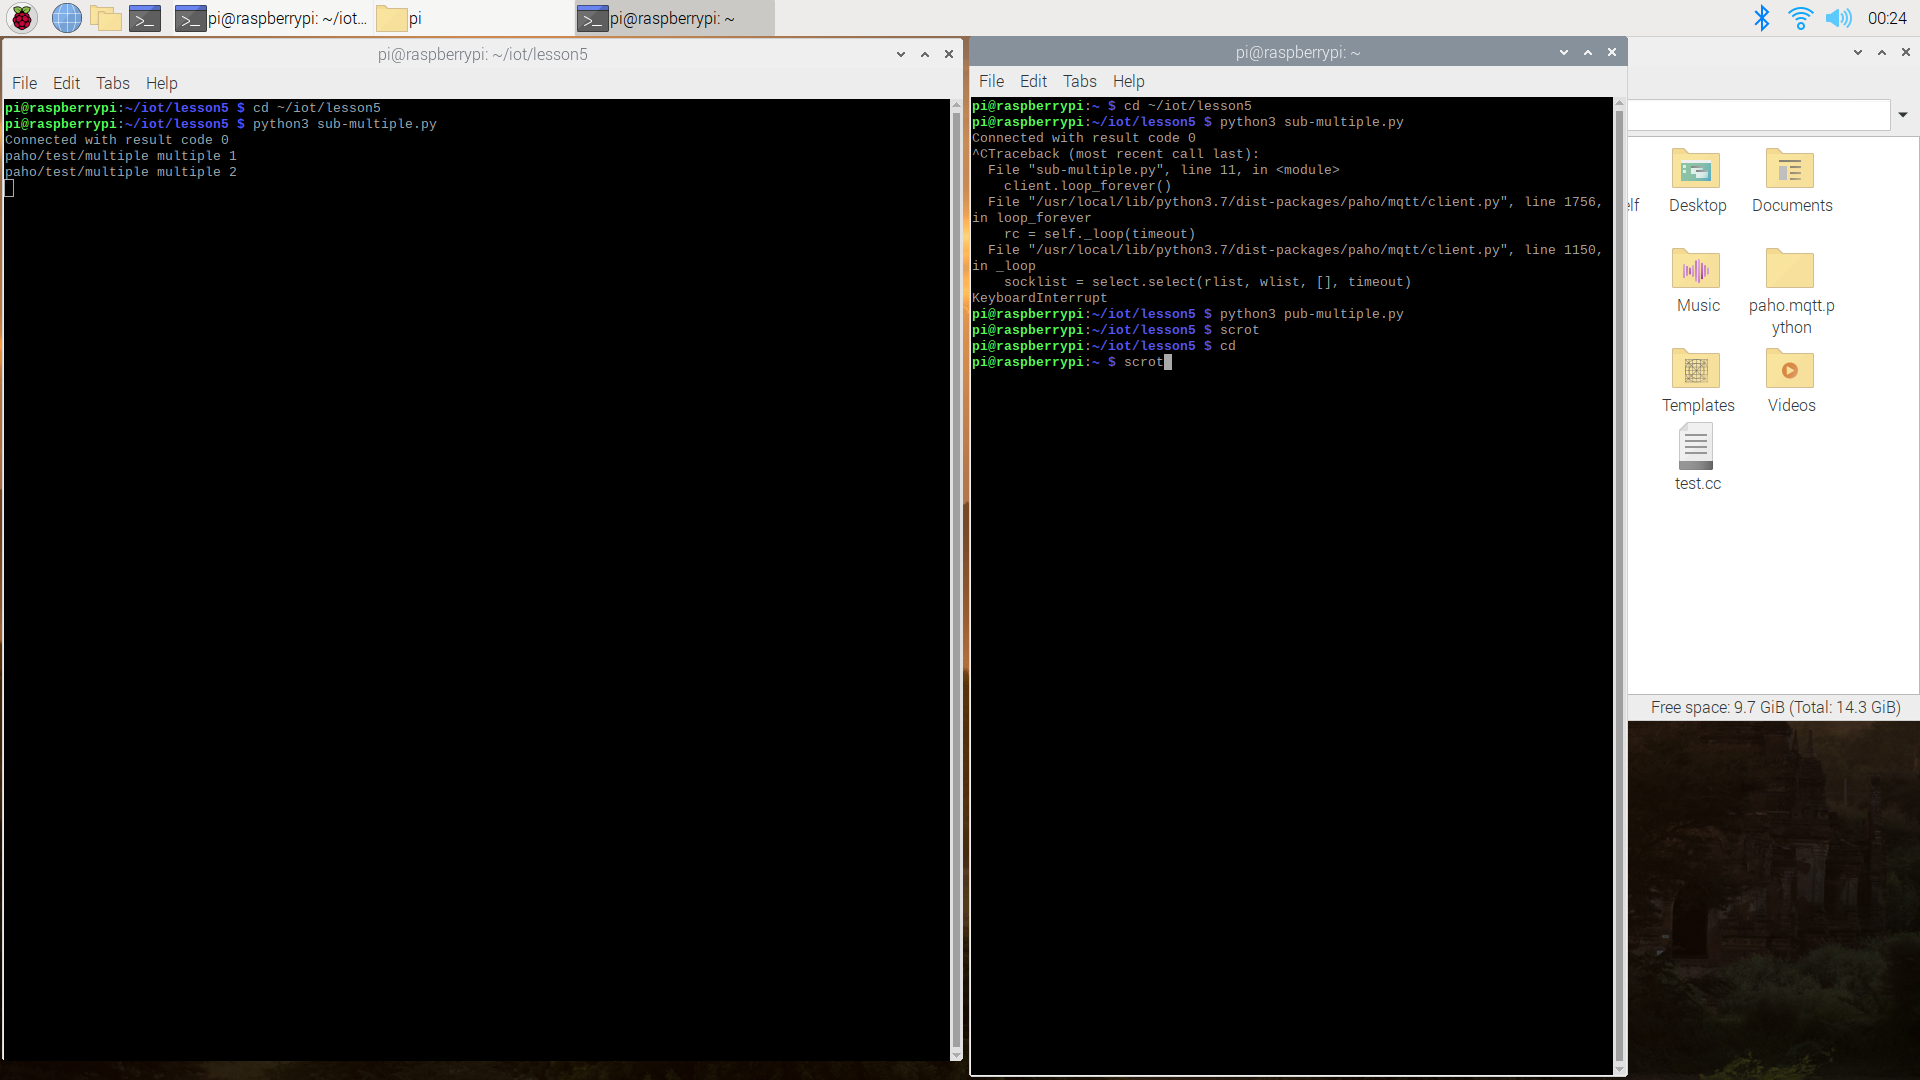 pi@raspberrypi: ~/iot...
pi
pi@raspberrypi: ~
00:24
pi@raspberrypi: ~/iot/lesson5
File Edit Tabs Help
pi@raspberrypi:~/iot/lesson5 $ cd ~/iot/lesson5
pi@raspberrypi:~/iot/lesson5 $ python3 sub-multiple.py
Connected with result code 0
paho/test/multiple multiple 1
paho/test/multiple multiple 2
pi@raspberrypi: ~
File Edit Tabs Help
pi@raspberrypi:~ $ cd ~/iot/lesson5
pi@raspberrypi:~/iot/lesson5 $ python3 sub-multiple.py
Connected with result code 0
^CTraceback (most recent call last):
  File "sub-multiple.py", line 11, in <module>
    client.loop_forever()
  File "/usr/local/lib/python3.7/dist-packages/paho/mqtt/client.py", line 1756,
in loop_forever
    rc = self._loop(timeout)
  File "/usr/local/lib/python3.7/dist-packages/paho/mqtt/client.py", line 1150,
in _loop
    socklist = select.select(rlist, wlist, [], timeout)
KeyboardInterrupt
pi@raspberrypi:~/iot/lesson5 $ python3 pub-multiple.py
pi@raspberrypi:~/iot/lesson5 $ scrot
pi@raspberrypi:~/iot/lesson5 $ cd
pi@raspberrypi:~ $ scrot
elf
Desktop
Documents
Music
paho.mqtt.p
ython
Templates
Videos
test.cc
Free space: 9.7 GiB (Total: 14.3 GiB)